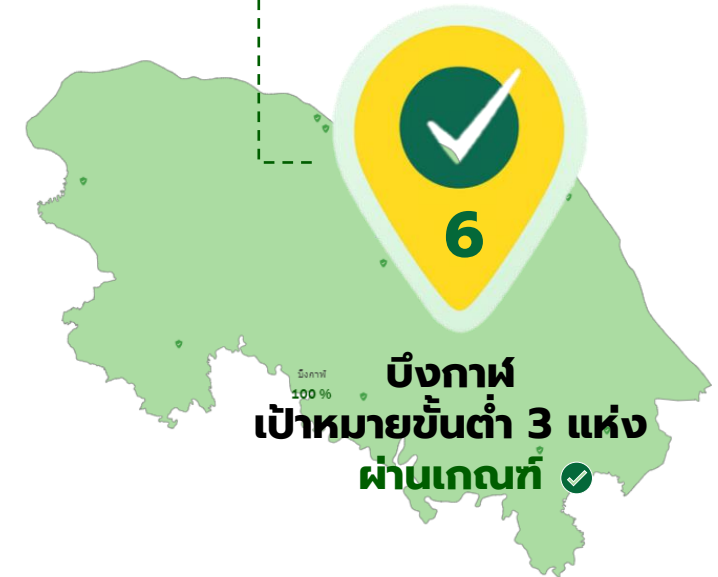 6
บึงกาฬ
100 %
บึงกาฬ
เป้าหมายขั้นต่ำ 3 แห่ง
ผ่านเกณฑ์